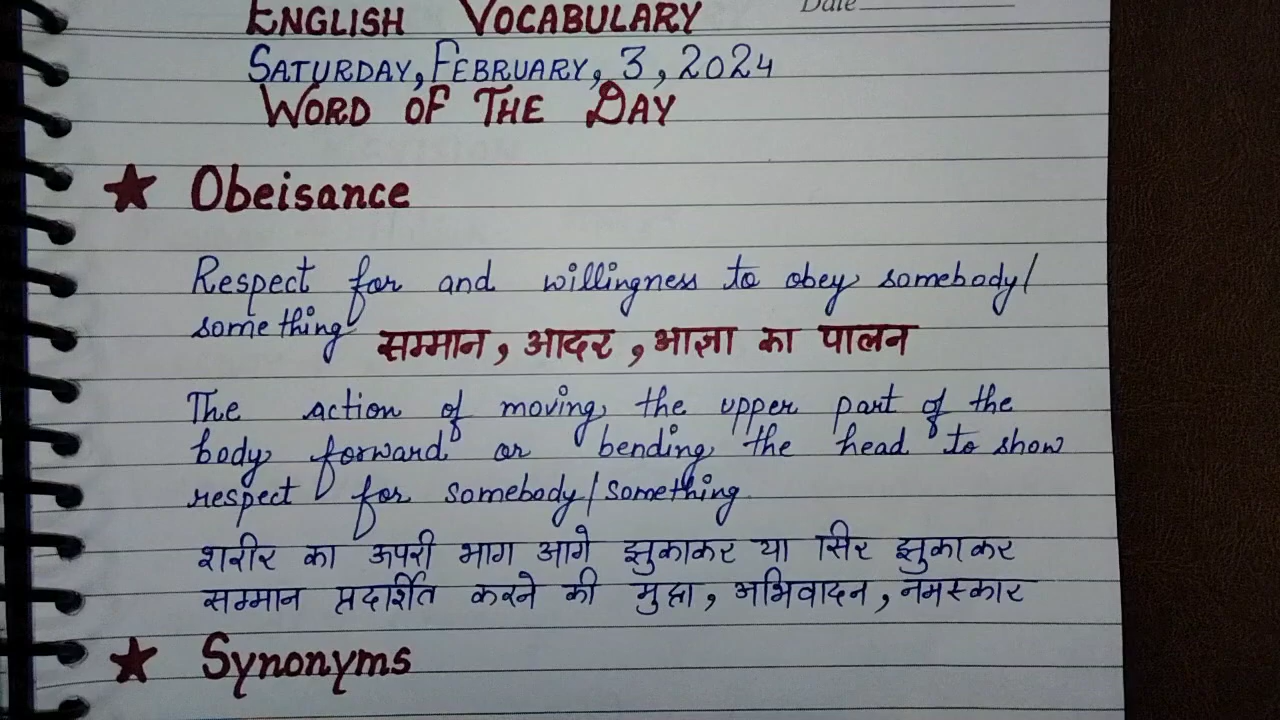 Date
ENGLISH VOCABULARY
SATURDAY, FEBRUARY, 3, 2024
WORD OF THE DAY
★ Obeisance
Respect for and willingness to obey somebody/
something सम्मान, आदर, आज्ञा का पालन
The action of moving the upper part of the
body forward or bending the head to show
respect for somebody/something.
शरीर का ऊपरी भाग आगे झुकाकर या सिर झुकाकर
सम्मान प्रदर्शित करने की मुद्रा, अभिवादन, नमस्कार
★ Synonyms